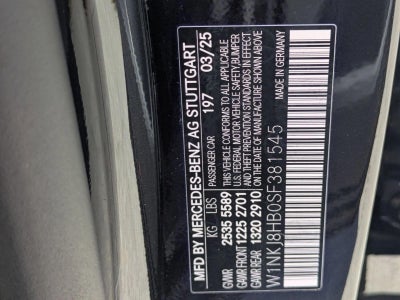 MFD BY MERCEDES-BENZ AG STUTTGART
197 03/25
PASSENGER CAR
KG LBS
GWR 2535 5589
GAWR FRONT 1225 2701
GAWR REAR 1320 2910
THIS VEHICLE CONFORMS TO ALL APPLICABLE
U.S. FEDERAL MOTOR VEHICLE SAFETY, BUMPER
AND THEFT PREVENTION STANDARDS IN EFFECT
ON THE DATE OF MANUFACTURE SHOWN ABOVE
W1NKJ8HB0SF381545
MADE IN GERMANY